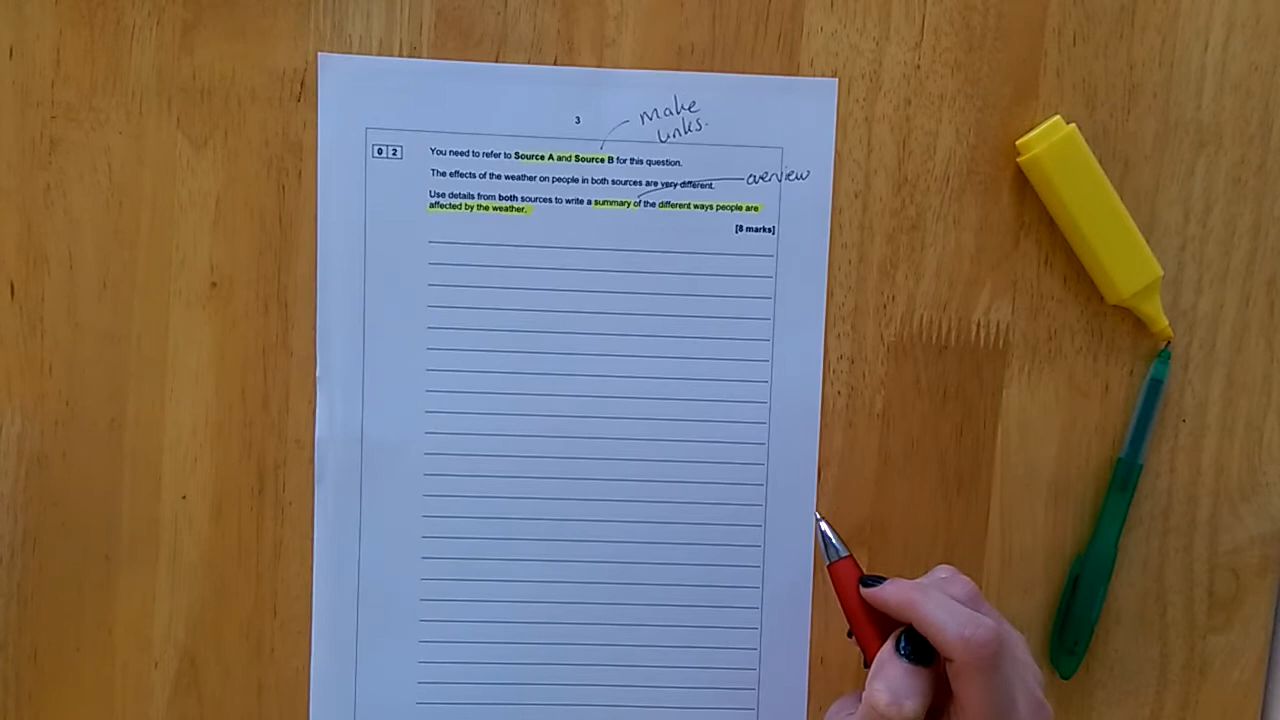 3
make
links.
0 2
You need to refer to Source A and Source B for this question.
The effects of the weather on people in both sources are very different.
overview
Use details from both sources to write a summary of the different ways people are
affected by the weather.
[8 marks]